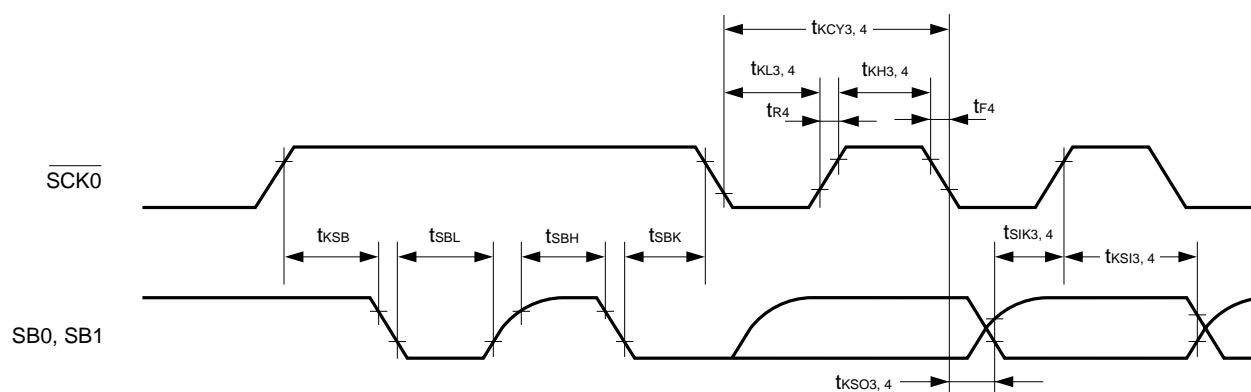 tKCY3, 4
tKL3, 4
tKH3, 4
tR4
tF4
SCK0
tKSB
tSBL
tSBH
tSBK
tSIK3, 4
tKSI3, 4
SB0, SB1
tKSO3, 4